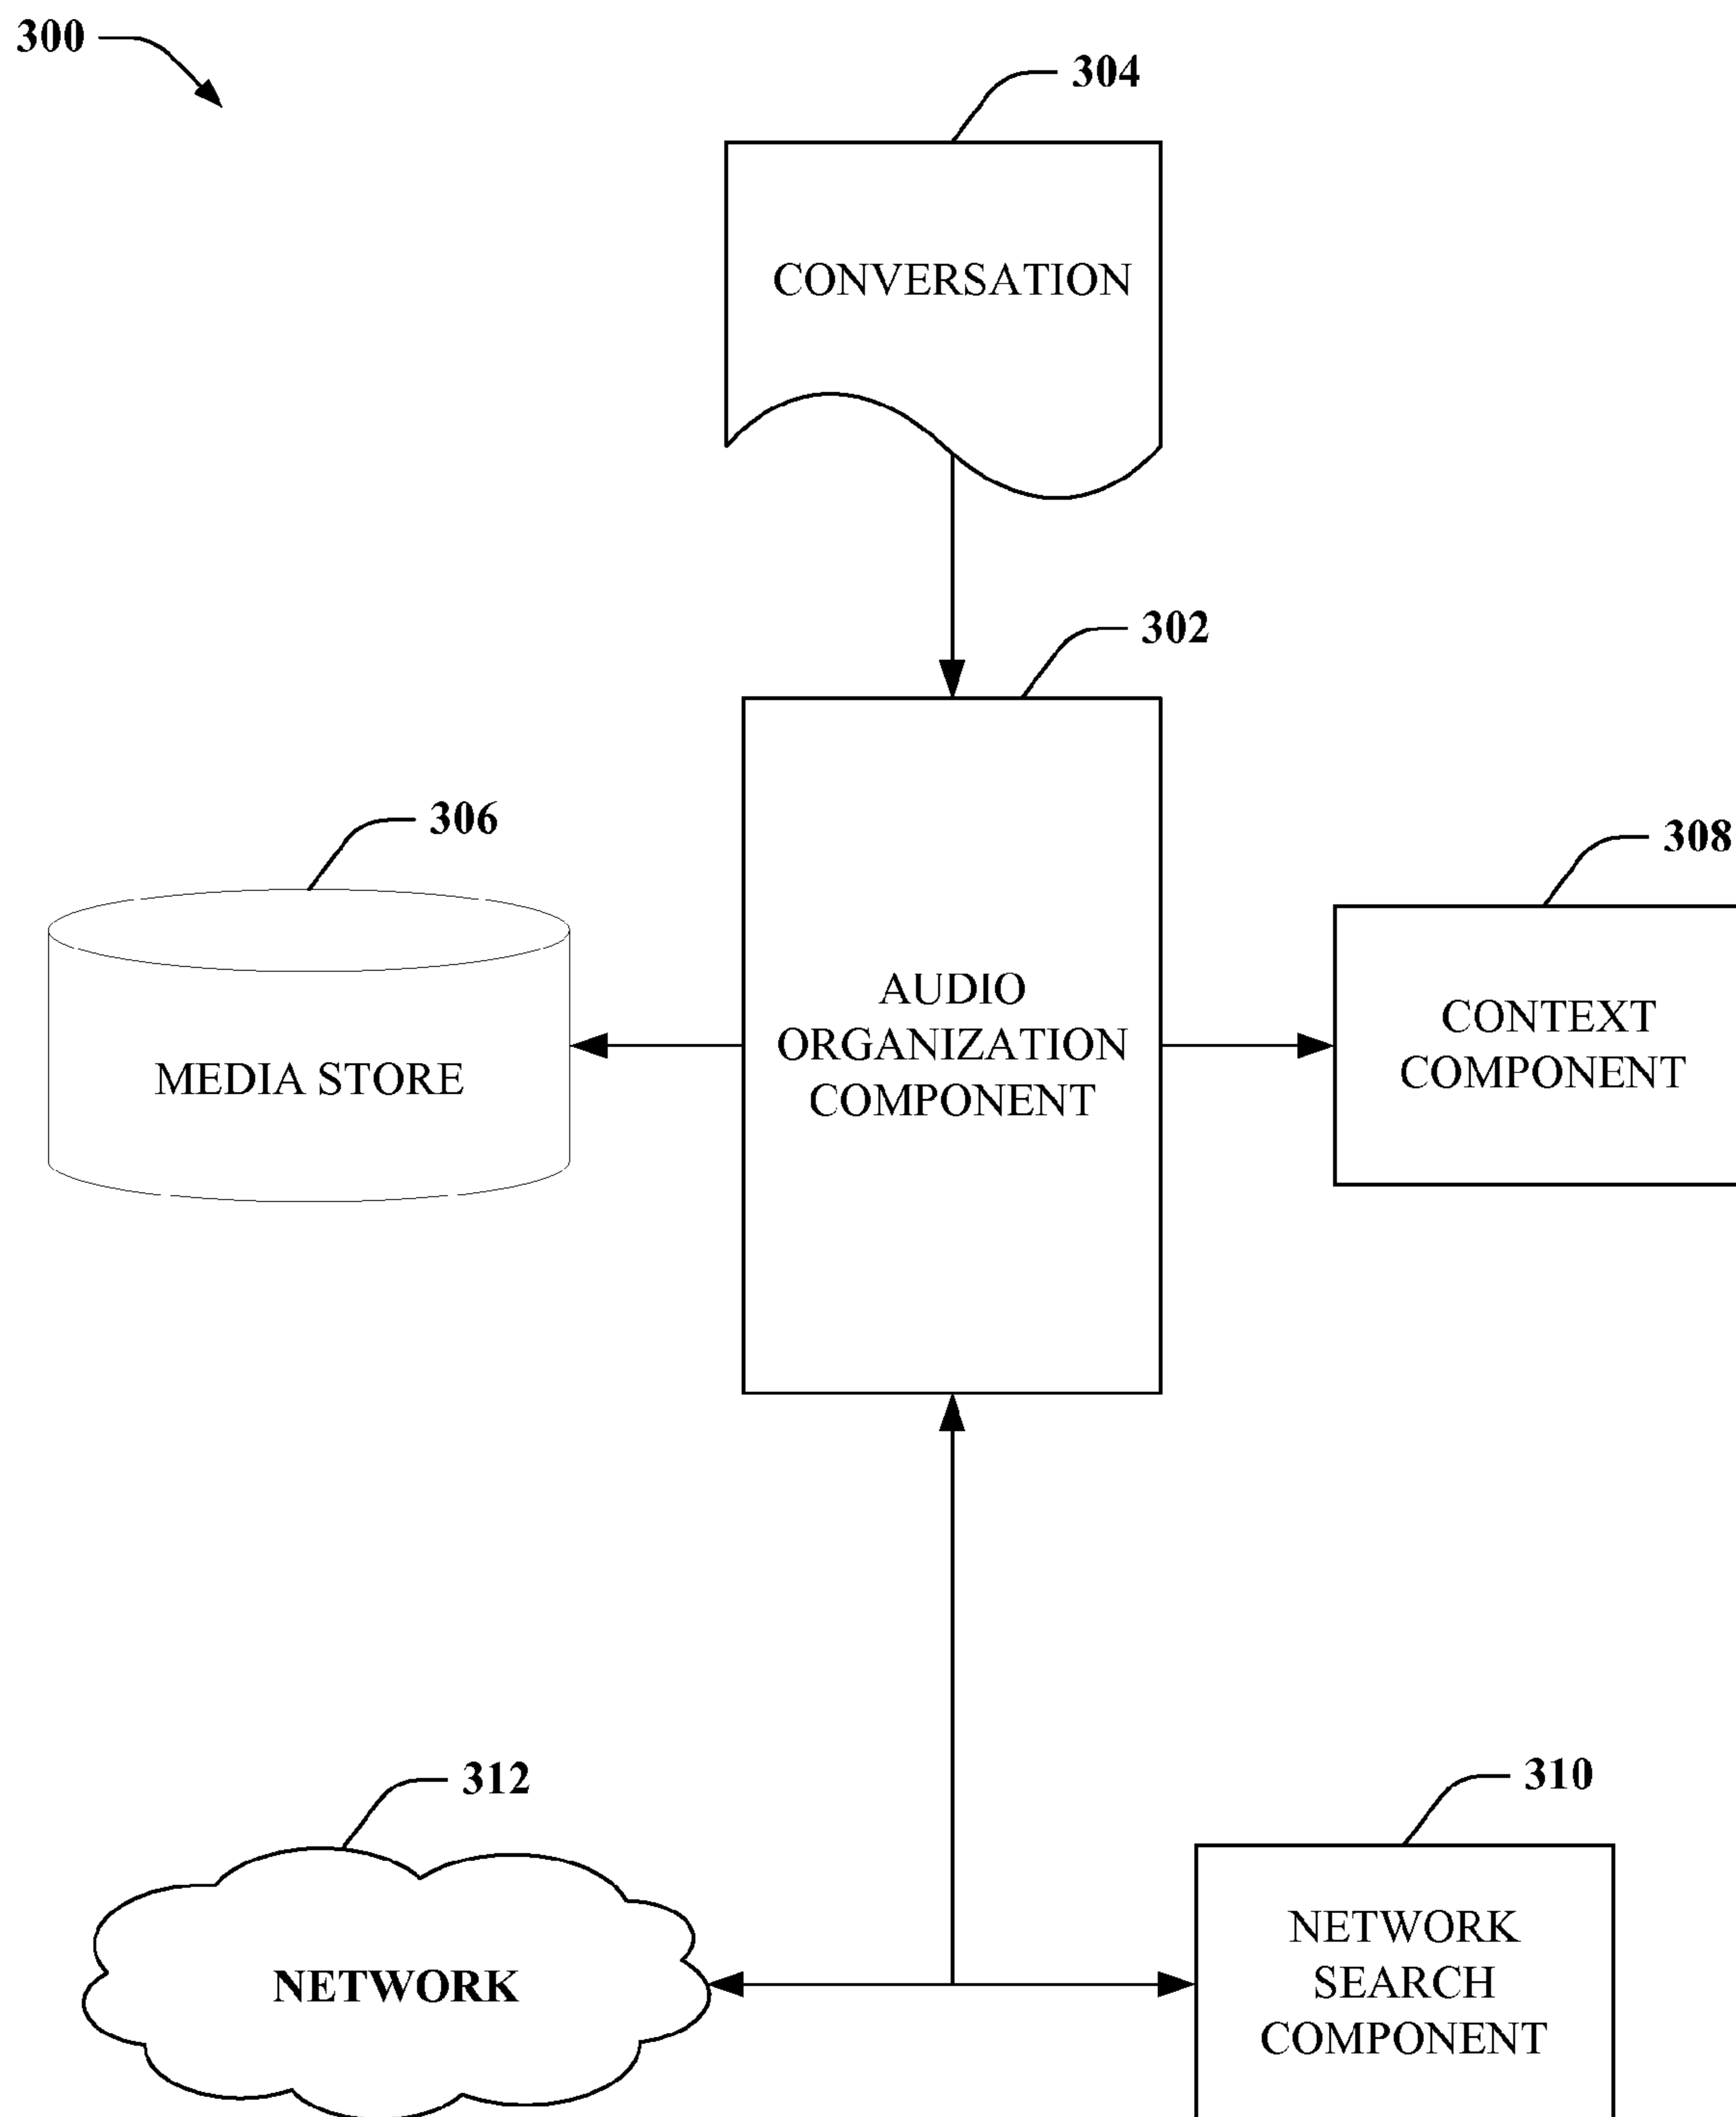 300
304
CONVERSATION
302
306
308
AUDIO
ORGANIZATION
COMPONENT
MEDIA STORE
CONTEXT
COMPONENT
312
310
NETWORK
NETWORK
SEARCH
COMPONENT